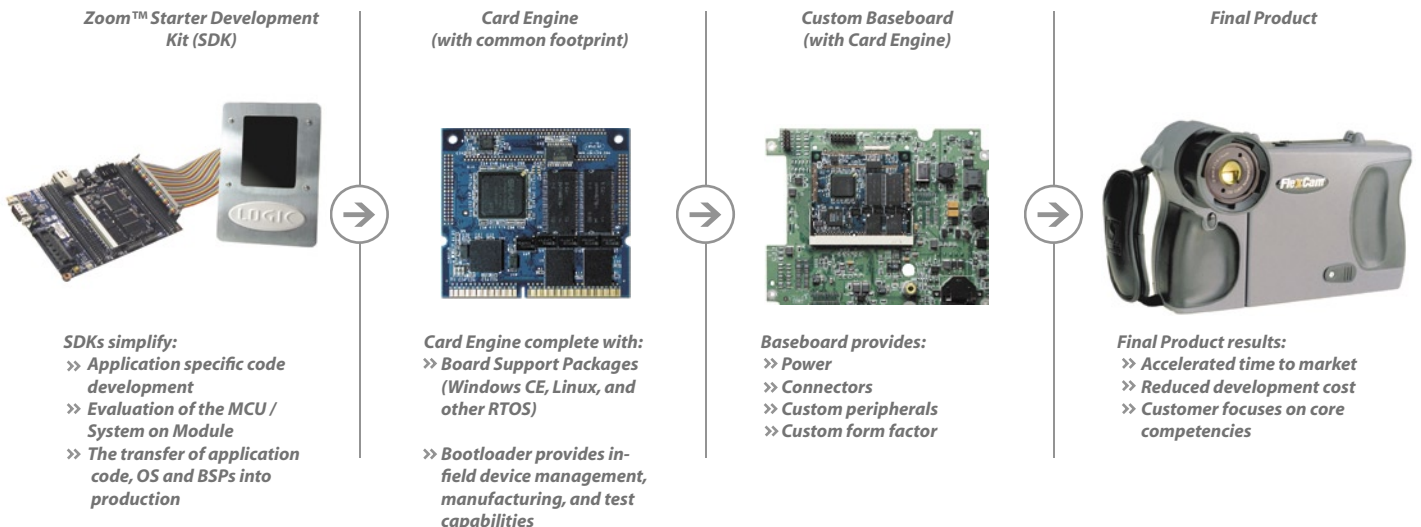 Zoom™ Starter Development
Kit (SDK)
LOGIC
SDKs simplify:
» Application specific code
development
» Evaluation of the MCU /
System on Module
» The transfer of application
code, OS and BSPs into
production
Card Engine
(with common footprint)
Card Engine complete with:
» Board Support Packages
(Windows CE, Linux, and
other RTOS)
» Bootloader provides in-
field device management,
manufacturing, and test
capabilities
Custom Baseboard
(with Card Engine)
Baseboard provides:
» Power
» Connectors
» Custom peripherals
» Custom form factor
Final Product
FlexCam
Final Product results:
» Accelerated time to market
» Reduced development cost
» Customer focuses on core
competencies